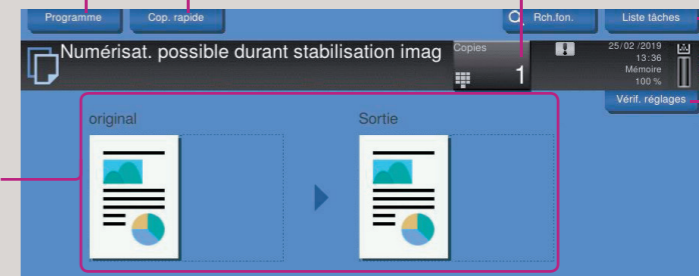 Programme
Cop. rapide
Rch.fon.
Liste tâches
Numérisat. possible durant stabilisation imag
Copies
1
25/02 /2019
13:36
Mémoire
100 %
Vérif. réglages
original
Sortie